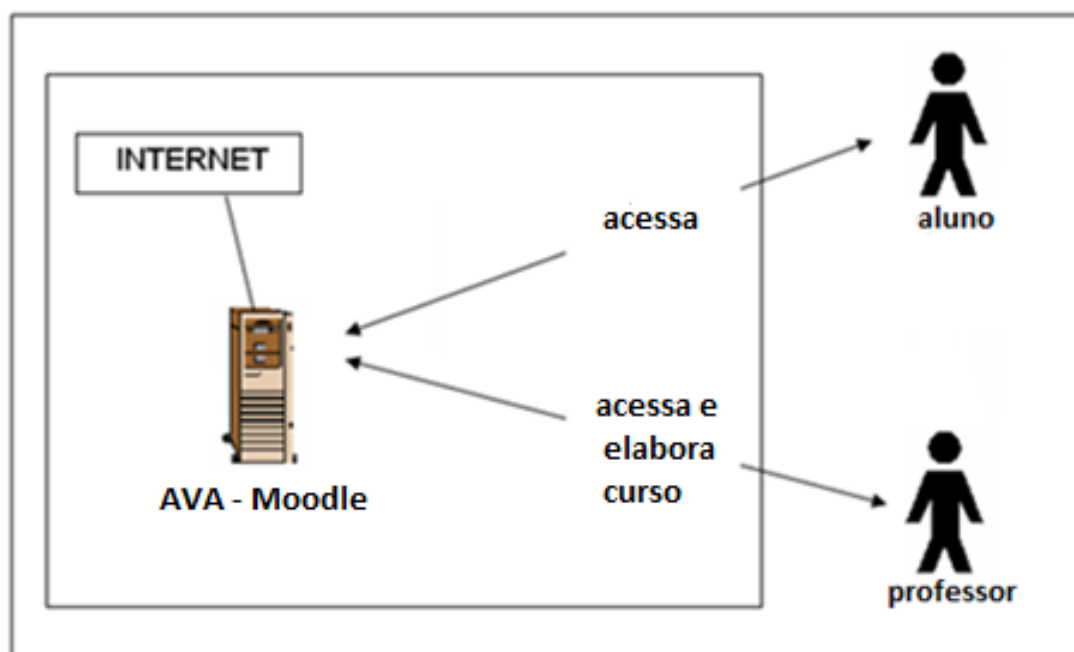 INTERNET
acessa
aluno
AVA - Moodle
acessa e
elabora
curso
professor